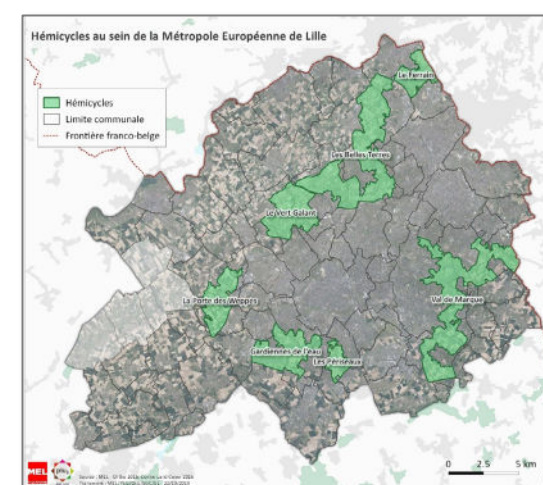 Hémicycles au sein de la Métropole Européenne de Lille
Hémicycles
Limite communale
Frontière franco-belge
Le Ferrain
Les Belles Terres
Le Vert Galant
La Porte des Weppes
Val de Marque
Gardiennes de l'eau
Les Périseaux
0 2.5 5 km
MEL